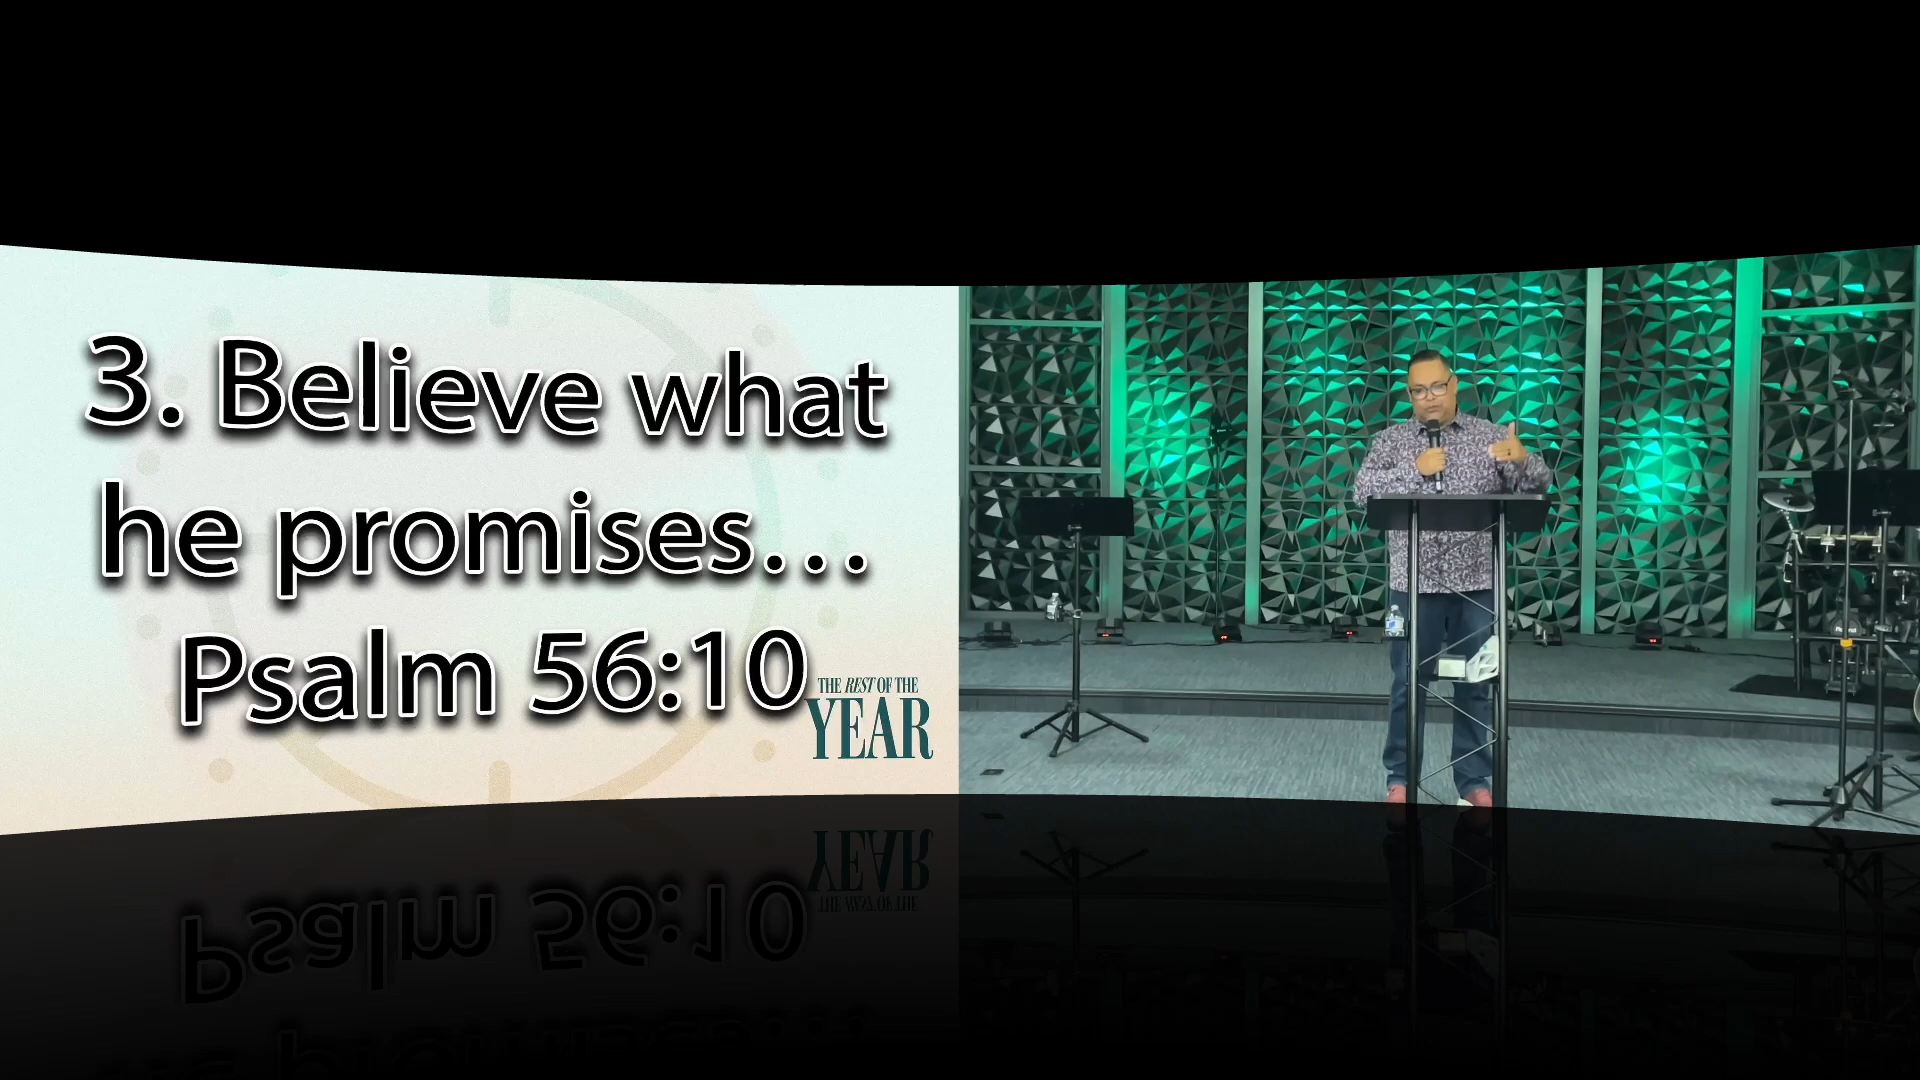 3. Believe what
he promises...
Psalm 56:10
THE REST OF THE
YEAR